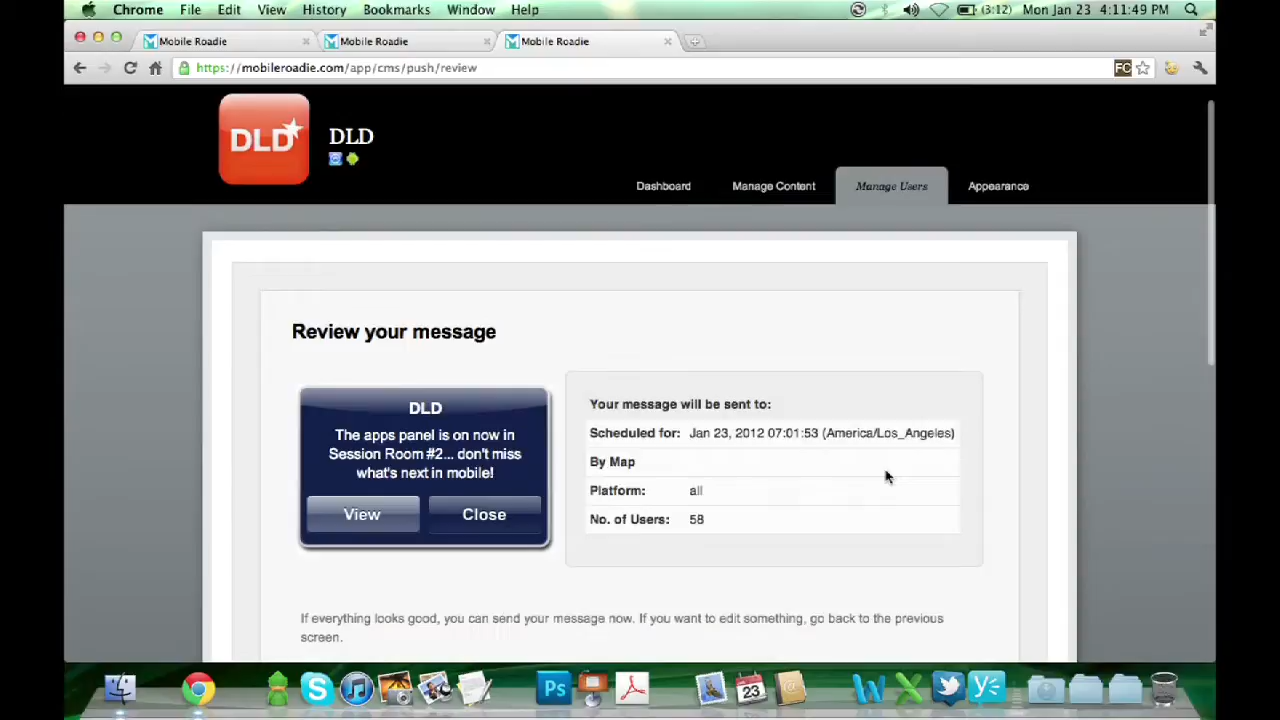 Chrome File Edit View History Bookmarks Window Help (3:12) Mon Jan 23 4:11:49 PM
Mobile Roadie Mobile Roadie Mobile Roadie
https://mobileroadie.com/app/cms/push/review FC
DLD
DLD
Dashboard Manage Content Manage Users Appearance
Review your message
DLD
The apps panel is on now in
Session Room #2... don't miss
what's next in mobile!
View Close
Your message will be sent to:
Scheduled for: Jan 23, 2012 07:01:53 (America/Los_Angeles)
By Map
Platform: all
No. of Users: 58
If everything looks good, you can send your message now. If you want to edit something, go back to the previous
screen.
Ps 23